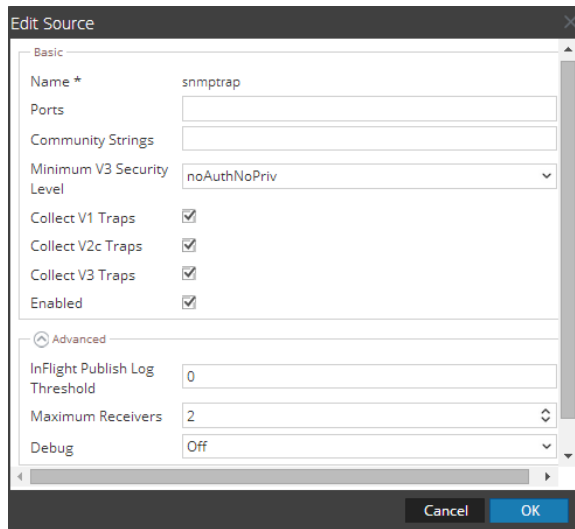 Edit Source
Basic
Name * snmptrap
Ports
Community Strings
Minimum V3 Security
Level
noAuthNoPriv
Collect V1 Traps
Collect V2c Traps
Collect V3 Traps
Enabled
Advanced
InFlight Publish Log
Threshold
0
Maximum Receivers 2
Debug Off
Cancel OK